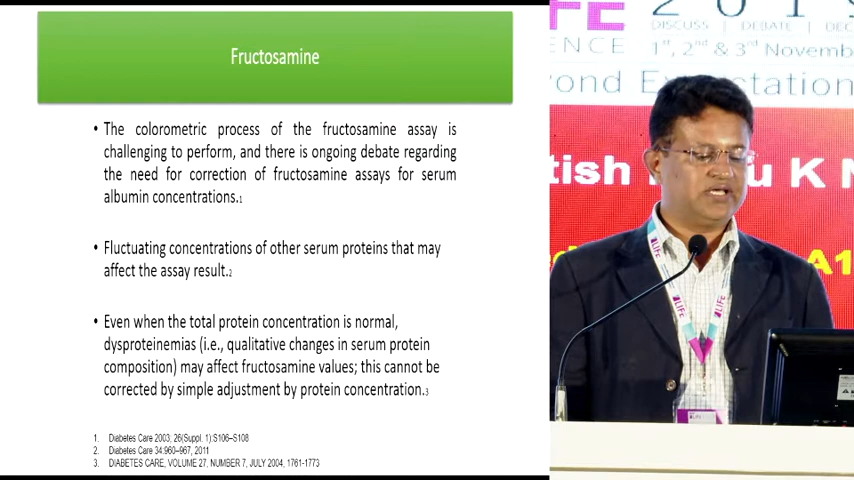 Fructosamine
• The colorometric process of the fructosamine assay is
challenging to perform, and there is ongoing debate regarding
the need for correction of fructosamine assays for serum
albumin concentrations.1
• Fluctuating concentrations of other serum proteins that may
affect the assay result.2
• Even when the total protein concentration is normal,
dysproteinemias (i.e., qualitative changes in serum protein
composition) may affect fructosamine values; this cannot be
corrected by simple adjustment by protein concentration.3
1. Diabetes Care 2003, 26(Suppl. 1):S106–S108
2. Diabetes Care 34:960–967, 2011
3. DIABETES CARE, VOLUME 27, NUMBER 7, JULY 2004, 1761-1773
2019
DISCUSS | DEBATE | DEC
ENCE 1st, 2nd & 3rd Novemb
ond Expectation
tish
u K N
A1
LIFE
LIFE